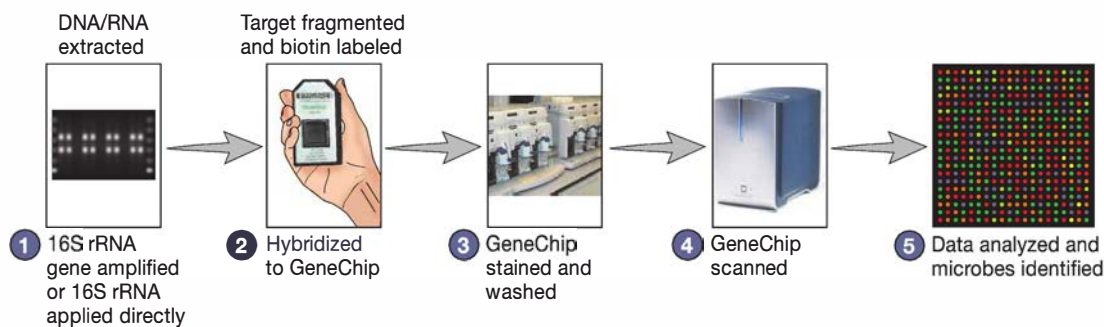 DNA/RNA
extracted
Target fragmented
and biotin labeled
1 16S rRNA
gene amplified
or 16S rRNA
applied directly
2 Hybridized
to GeneChip
3 GeneChip
stained and
washed
4 GeneChip
scanned
5 Data analyzed and
microbes identified